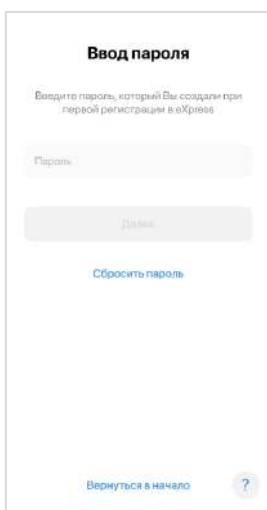 Ввод пароля
Введите пароль, который Вы создали при
первой регистрации в eXpress
Пароль
Далее
Сбросить пароль
Вернуться в начало
?